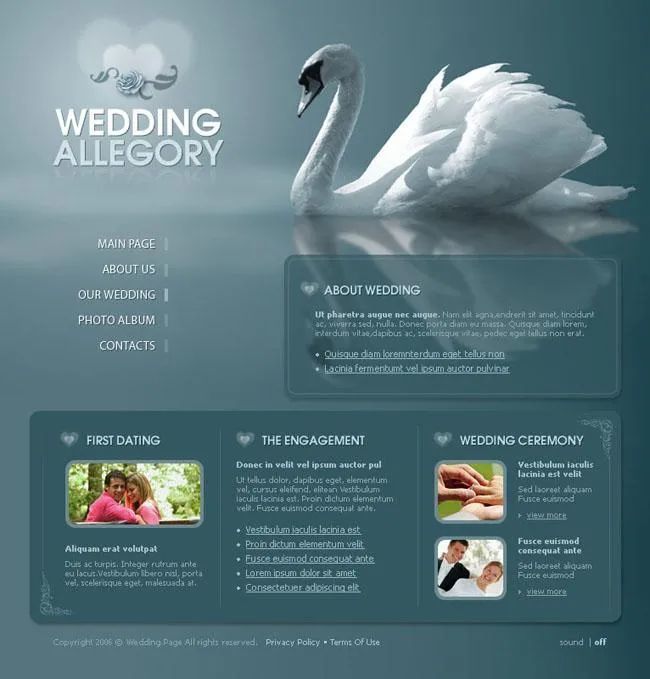 WEDDING
ALLEGORY
MAIN PAGE
ABOUT US
OUR WEDDING
PHOTO ALBUM
CONTACTS
ABOUT WEDDING
Ut pharetra augue nec augue. Nam elit agna,endrerit sit amet, tincidunt
ac, viverra sed, nulla. Donec porta diam eu massa. Quisque diam lorem,
interdum vitae,dapibus ac, scelerisque vitae, pedec eget tellus non erat.
Quisque diam loremnterdum eget tellus non
Lacinia fermentumt vel ipsum auctor pulvinar
FIRST DATING
Aliquam erat volutpat
Duis ac turpis. Integer rutrum ante
eu lacus.Vestibulum libero nisl, porta
vel, scelerisque eget, malesuada at.
THE ENGAGEMENT
Donec in velit vel ipsum auctor pul
Ut tellus dolor, dapibus eget, elementum
vel, cursus eleifend, elitean Vestibulum
iaculis lacinia est. Proin dictum elementum
velit. Fusce euismod consequat ante.
Vestibulum iaculis lacinia est
Proin dictum elementum velit
Fusce euismod consequat ante
Lorem ipsum dolor sit amet
Consectetuer adipiscing elit
WEDDING CEREMONY
Vestibulum iaculis
lacinia est velit
Sed laoreet aliquam
Fusce euismod
view more
Fusce euismod
consequat ante
Sed laoreet aliquam
Fusce euismod
view more
Copyright 2006 © Wedding Page All rights reserved. Privacy Policy • Terms Of Use
sound | off